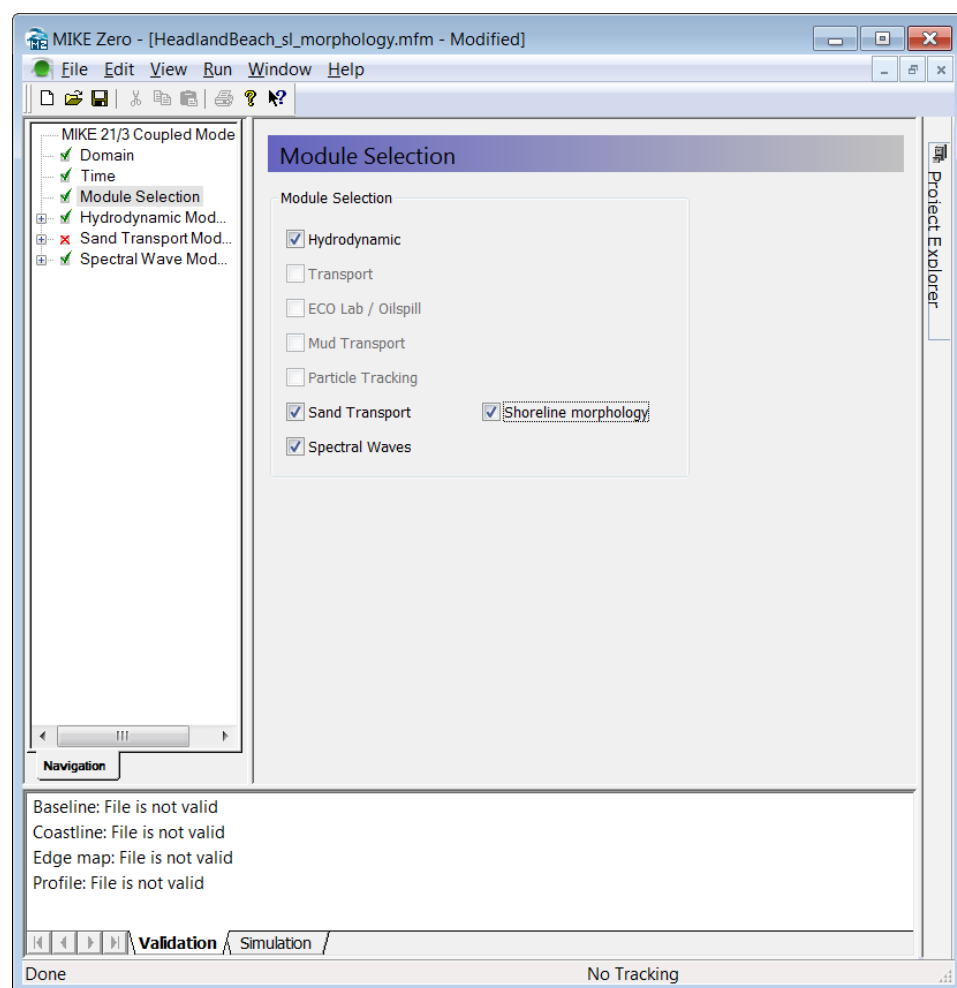 MIKE Zero - [HeadlandBeach_sl_morphology.mfm - Modified]
File Edit View Run Window Help
MIKE 21/3 Coupled Mode
Domain
Time
Module Selection
Hydrodynamic Mod...
Sand Transport Mod...
Spectral Wave Mod...
Navigation
Module Selection
Module Selection
Hydrodynamic
Transport
ECO Lab / Oilspill
Mud Transport
Particle Tracking
Sand Transport Shoreline morphology
Spectral Waves
Project Explorer
Baseline: File is not valid
Coastline: File is not valid
Edge map: File is not valid
Profile: File is not valid
Validation Simulation
Done No Tracking